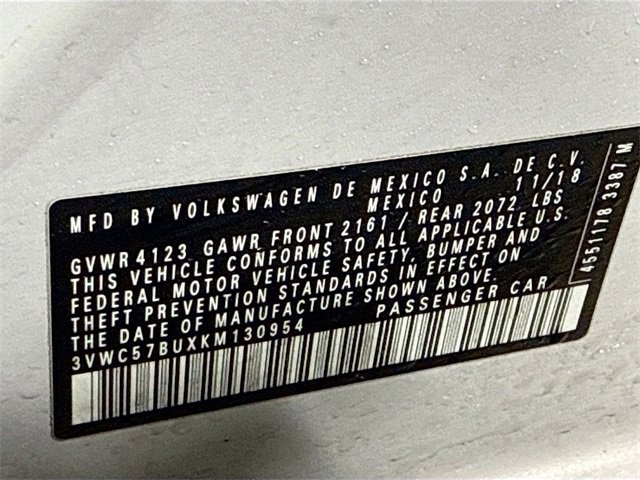 MFD BY VOLKSWAGEN DE MEXICO S.A. DE C.V.
MEXICO 11/18
GVWR 4123 GAWR FRONT 2161 / REAR 2072 LBS
THIS VEHICLE CONFORMS TO ALL APPLICABLE U.S.
FEDERAL MOTOR VEHICLE SAFETY, BUMPER AND
THEFT PREVENTION STANDARDS IN EFFECT ON
THE DATE OF MANUFACTURE SHOWN ABOVE.
3VWC57BUXKM130954 PASSENGER CAR
4551178 3387 M